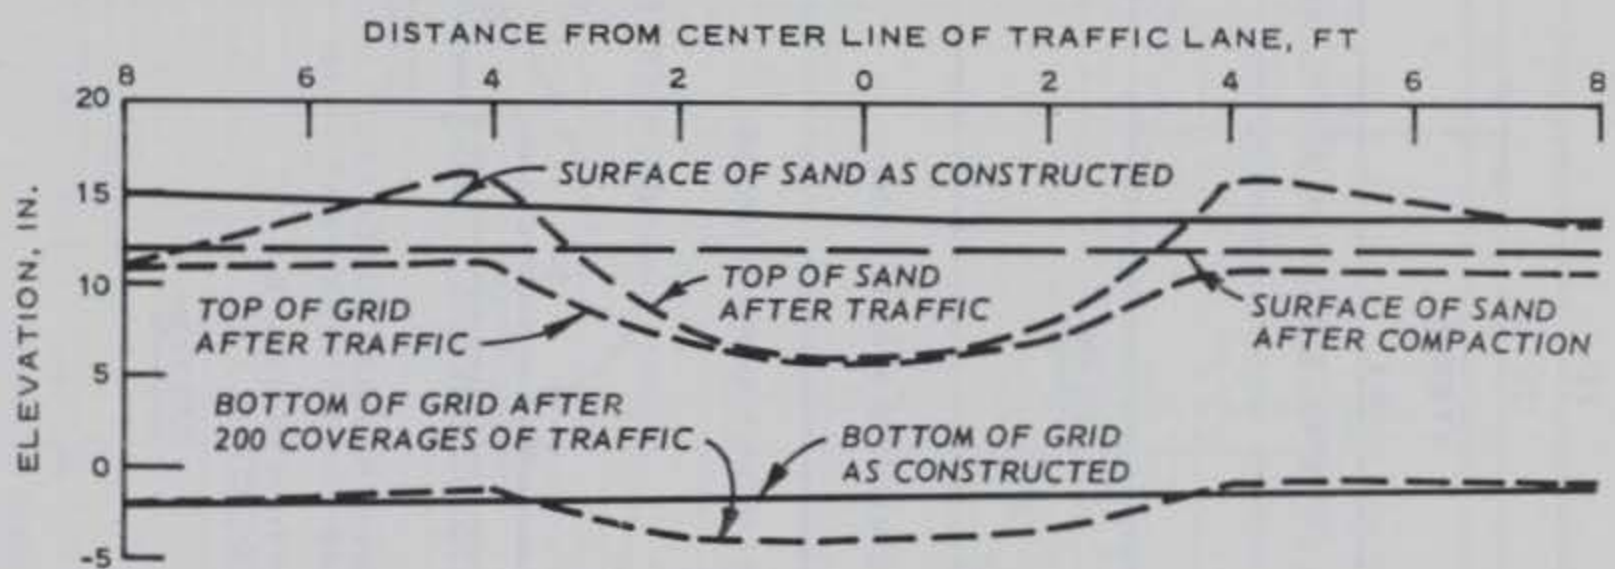 DISTANCE FROM CENTER LINE OF TRAFFIC LANE, FT
8 6 4 2 0 2 4 6 8
20
15
10
5
0
-5
ELEVATION, IN.
SURFACE OF SAND AS CONSTRUCTED
TOP OF SAND
AFTER TRAFFIC
TOP OF GRID
AFTER TRAFFIC
SURFACE OF SAND
AFTER COMPACTION
BOTTOM OF GRID AFTER
200 COVERAGES OF TRAFFIC
BOTTOM OF GRID
AS CONSTRUCTED